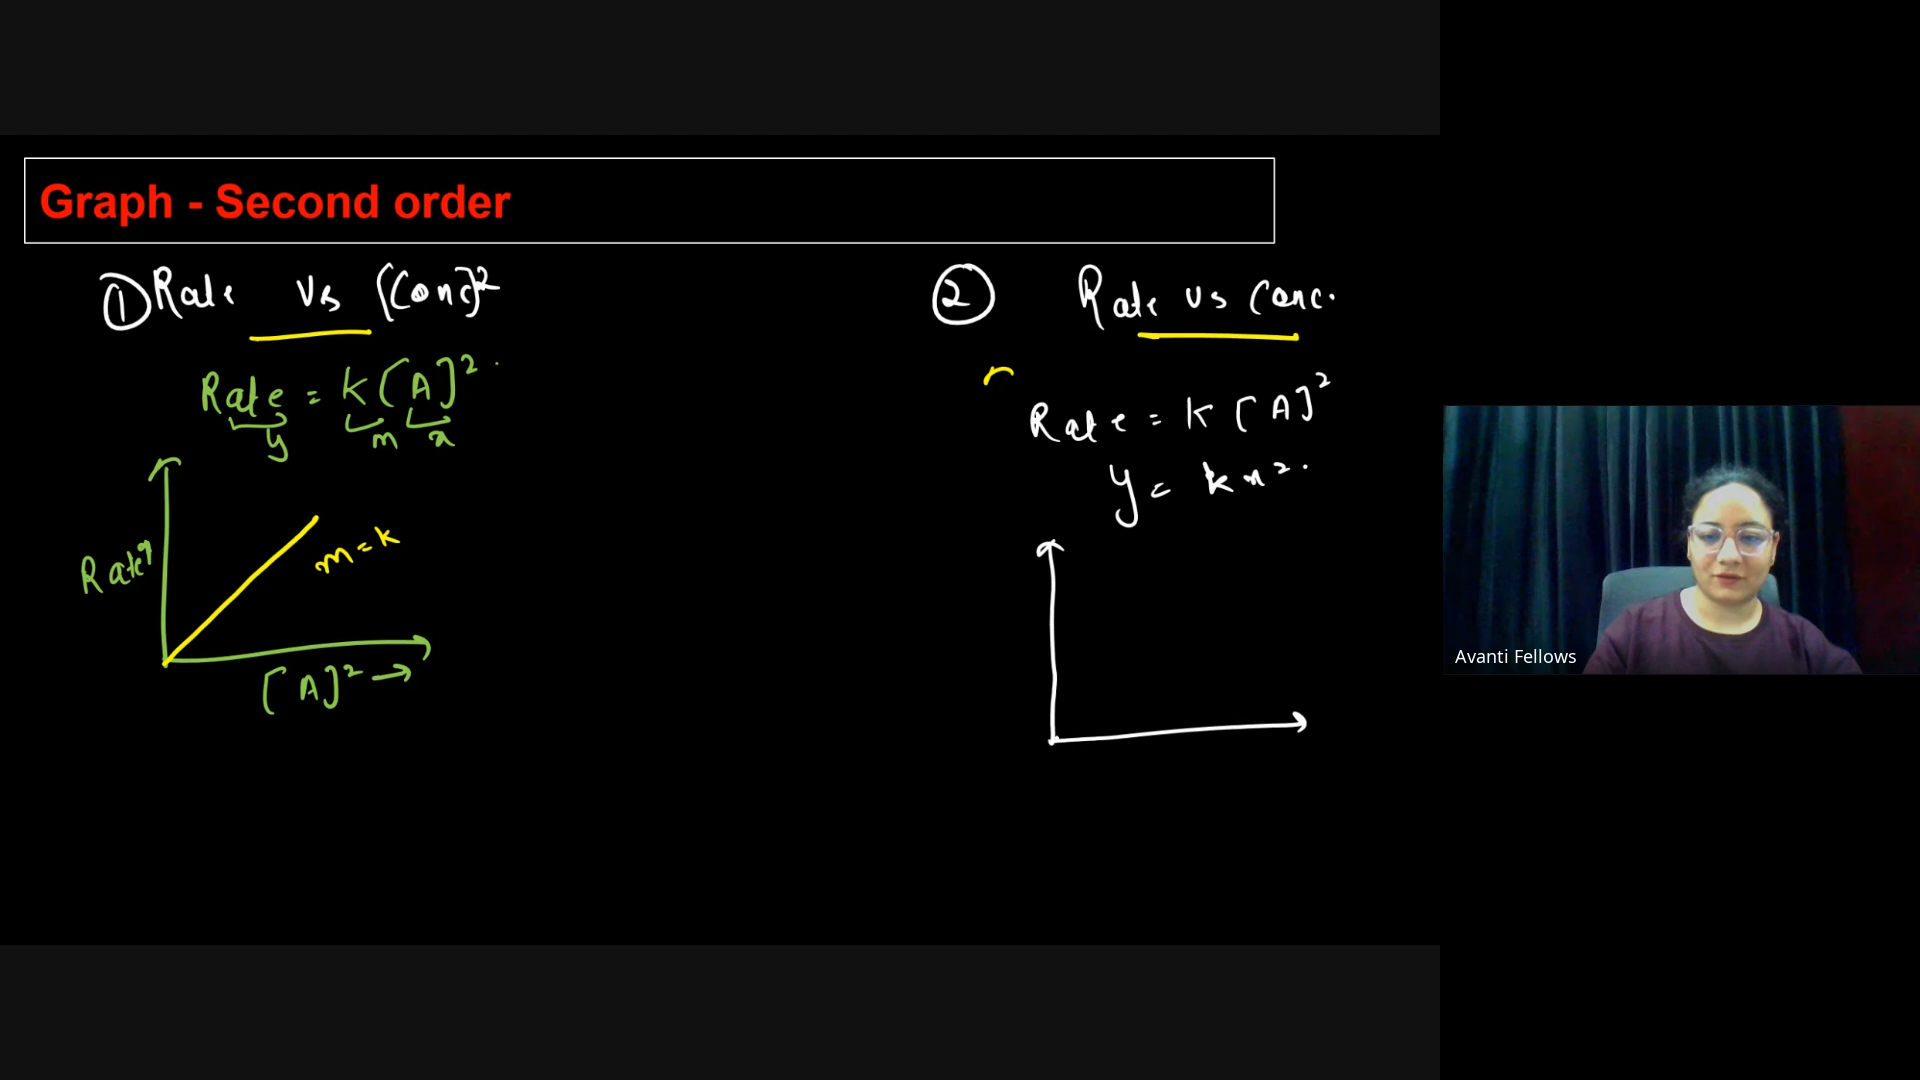 Graph - Second order
① Rate vs [Conc]²
Rate = k[A]²
y m x
Rate↑
m = k
[A]² →
② Rate vs Conc.
Rate = k[A]²
y = kx².
Avanti Fellows